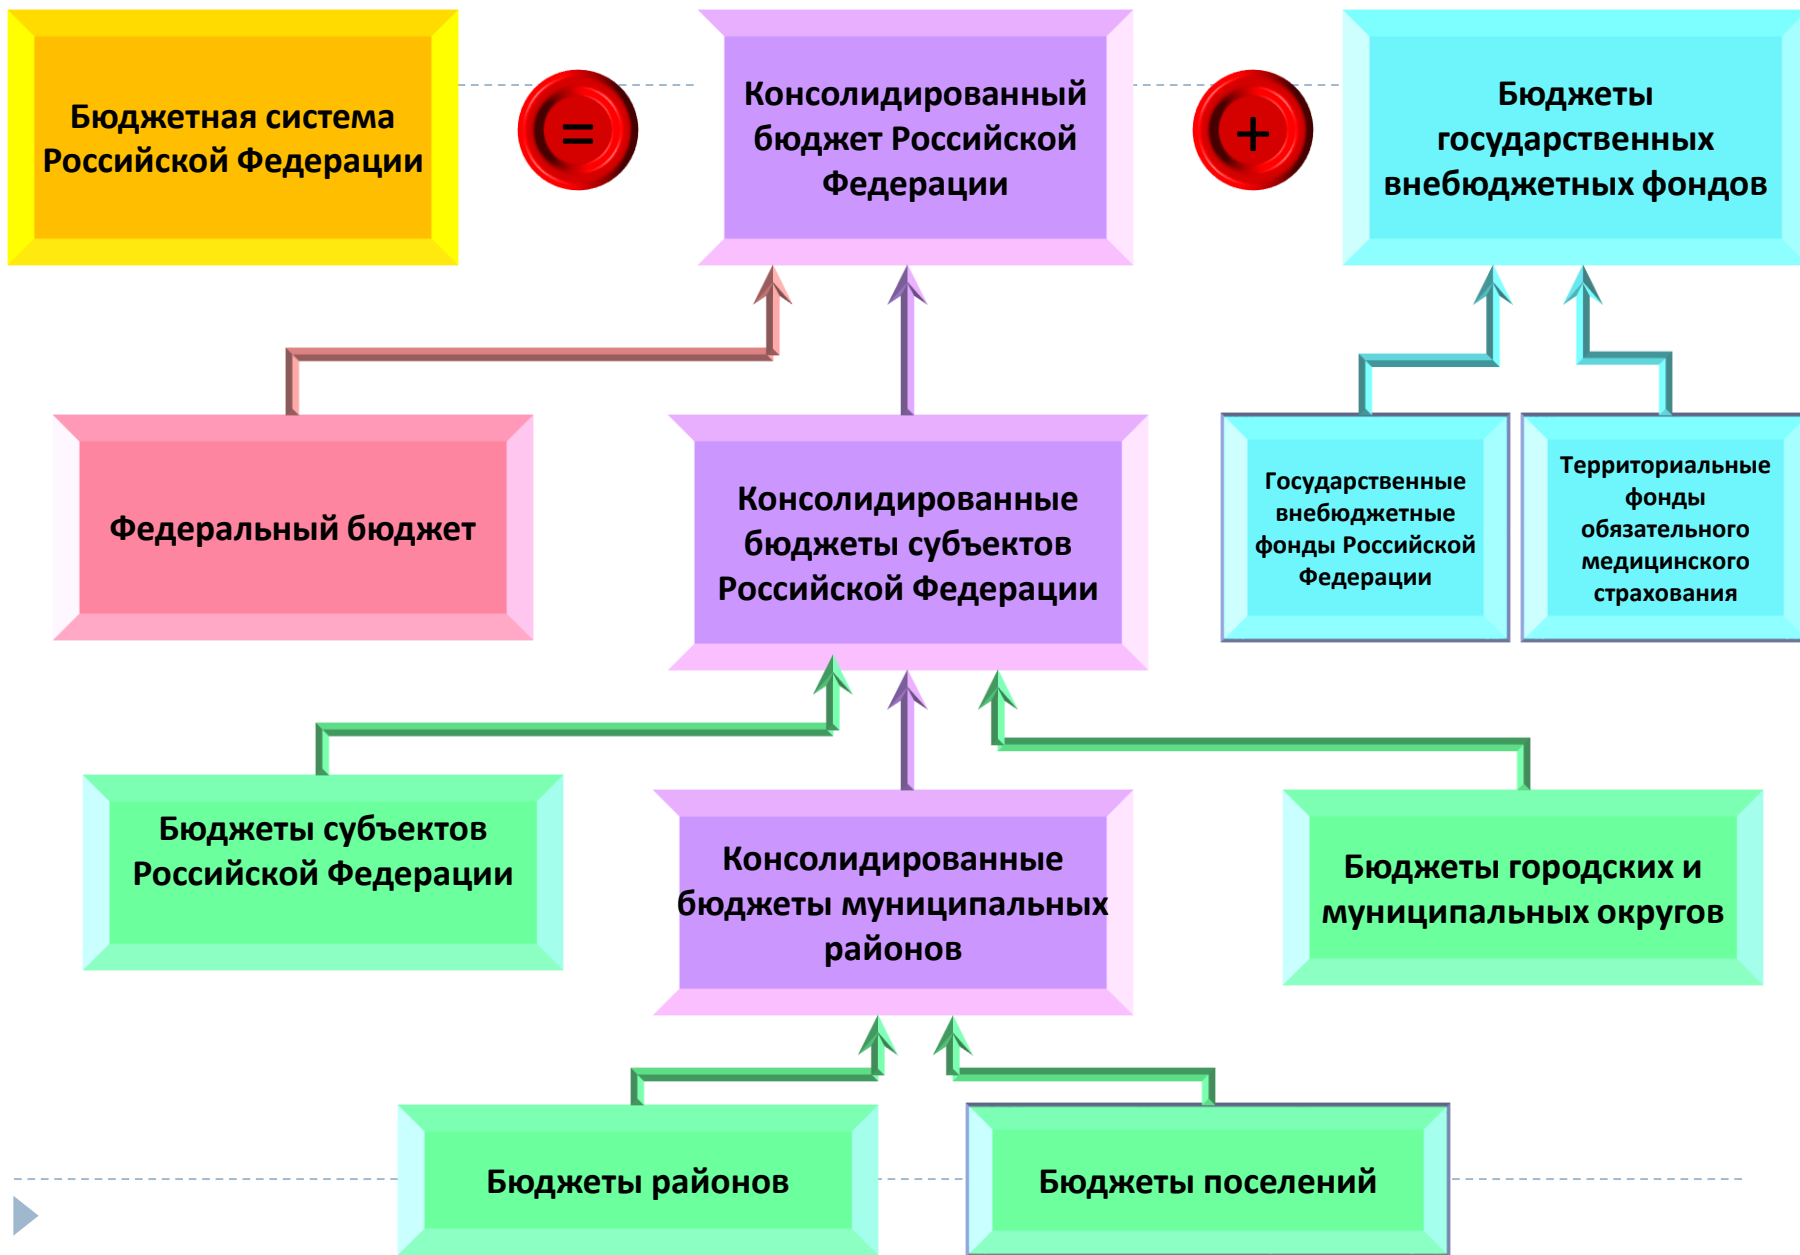 Бюджетная система
Российской Федерации
=
Консолидированный
бюджет Российской
Федерации
+
Бюджеты
государственных
внебюджетных фондов
Федеральный бюджет
Консолидированные
бюджеты субъектов
Российской Федерации
Государственные
внебюджетные
фонды Российской
Федерации
Территориальные
фонды
обязательного
медицинского
страхования
Бюджеты субъектов
Российской Федерации
Консолидированные
бюджеты муниципальных
районов
Бюджеты городских и
муниципальных округов
Бюджеты районов
Бюджеты поселений